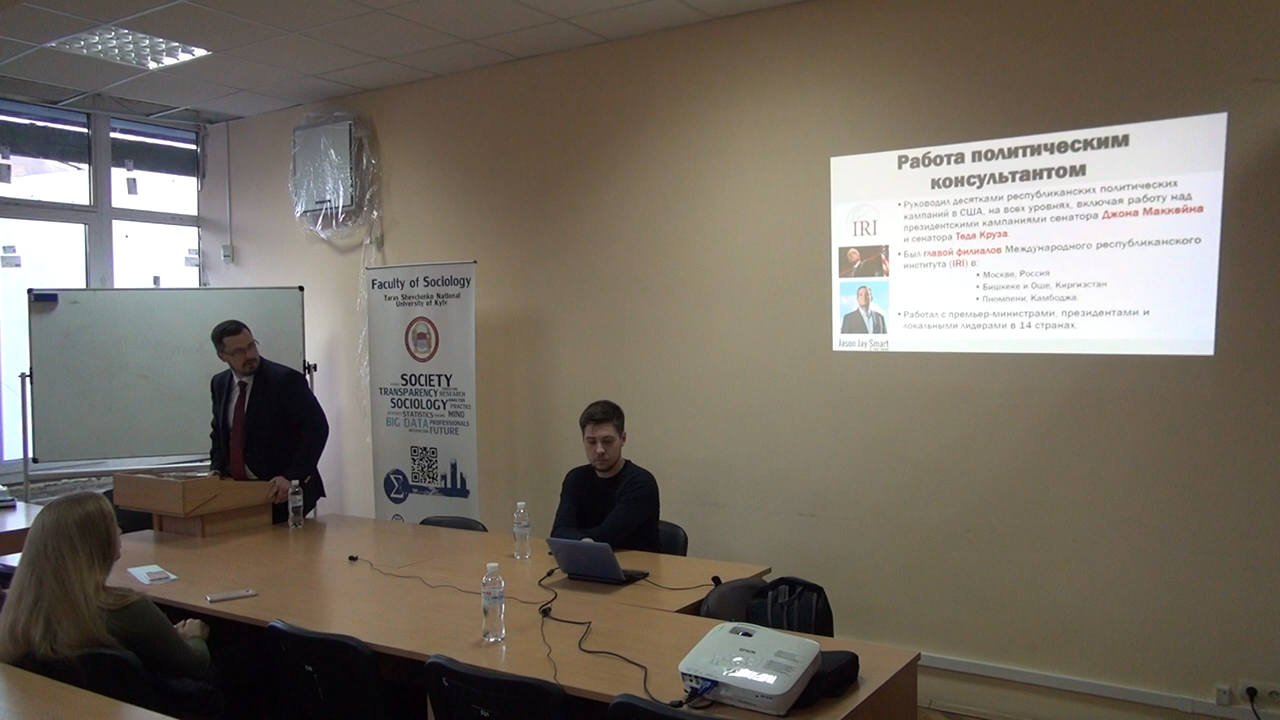 Faculty of Sociology
Taras Shevchenko National
University of Kyiv
SOCIETY
TRANSPARENCY RESEARCH
SOCIOLOGY PRACTICE
STATISTICS MIND
BIG DATA PROFESSIONALS
FUTURE
Σ
Работа политическим
консультантом
• Руководил десятками республиканских политических
кампаний в США, на всех уровнях, включая работу над
президентскими кампаниями сенатора Джона Маккейна
и сенатора Теда Круза.
• Был главой филиалов Международного республиканского
института (IRI) в:
• Москве, Россия
• Бишкеке и Оше, Киргизстан
• Пномпени, Камбоджа.
• Работал с премьер-министрами, президентами и
локальными лидерами в 14 странах.
IRI
Jason Jay Smart
EPSON